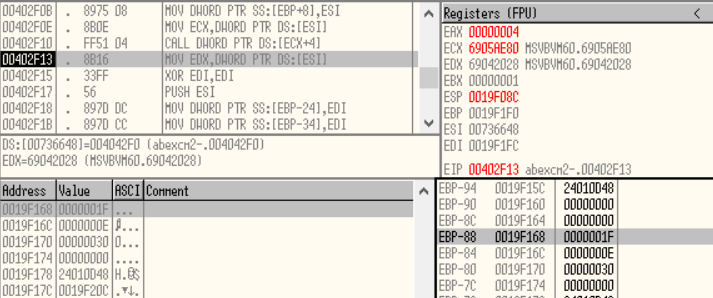 00402F0B . 8975 08 MOV DWORD PTR SS:[EBP+8],ESI
00402F0E . 8B0E MOV ECX,DWORD PTR DS:[ESI]
00402F10 . FF51 04 CALL DWORD PTR DS:[ECX+4]
00402F13 . 8B16 MOV EDX,DWORD PTR DS:[ESI]
00402F15 . 33FF XOR EDI,EDI
00402F17 . 56 PUSH ESI
00402F18 . 897D DC MOV DWORD PTR SS:[EBP-24],EDI
00402F1B . 897D CC MOV DWORD PTR SS:[EBP-34],EDI
DS:[00736648]=004042F0 (abexcm2-.004042F0)
EDX=69042028 (MSVBVM60.69042028)
Registers (FPU) <
EAX 00000004
ECX 6905AE80 MSVBVM60.6905AE80
EDX 69042028 MSVBVM60.69042028
EBX 00000001
ESP 0019F08C
EBP 0019F1F0
ESI 00736648
EDI 0019F1FC
EIP 00402F13 abexcm2-.00402F13
Address Value ASCI Comment
0019F168 0000001F ...
0019F16C 0000000E ♫...
0019F170 00000030 0...
0019F174 00000000 ....
0019F178 24010D48
0019F17C 0019F20C
EBP-94 0019F15C 24010D48
EBP-90 0019F160 00000000
EBP-8C 0019F164 00000000
EBP-88 0019F168 0000001F
EBP-84 0019F16C 0000000E
EBP-80 0019F170 00000030
EBP-7C 0019F174 00000000